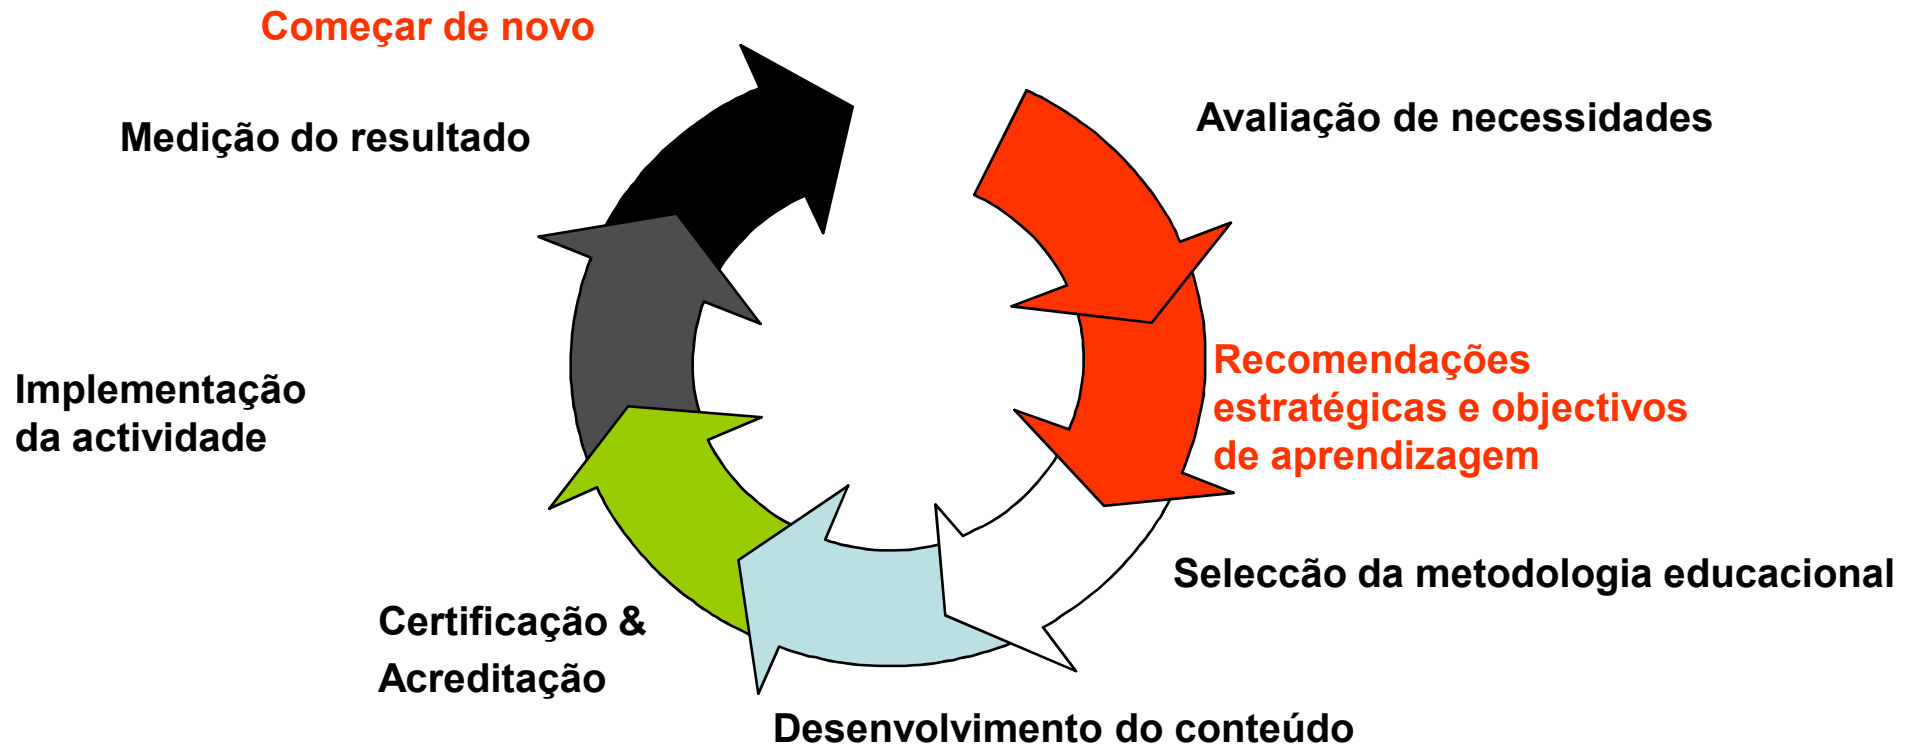 Começar de novo
Avaliação de necessidades
Medição do resultado
Recomendações
estratégicas e objectivos
de aprendizagem
Implementação
da actividade
Seleccão da metodologia educacional
Certificação &
Acreditação
Desenvolvimento do conteúdo